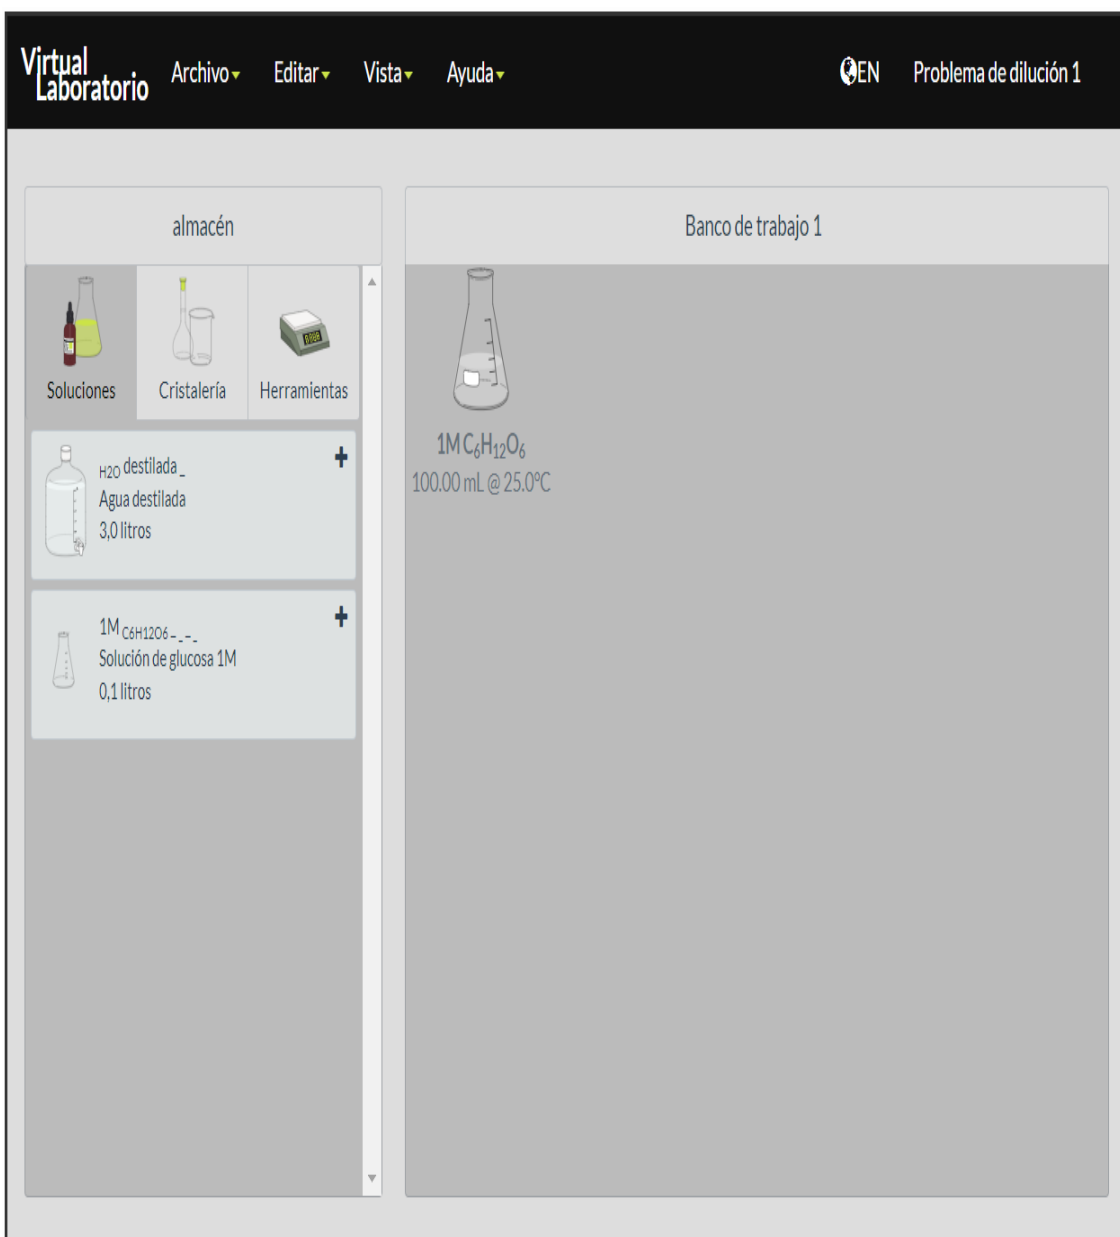 Virtual
Laboratorio
Archivo
Editar
Vista
Ayuda
EN
Problema de dilución 1
almacén
Soluciones
Cristalería
Herramientas
H2O destilada _
Agua destilada
3,0 litros
1M C6H12O6 _ _ _ _
Solución de glucosa 1M
0,1 litros
Banco de trabajo 1
1M C₆H₁₂O₆
100.00 mL @ 25.0°C